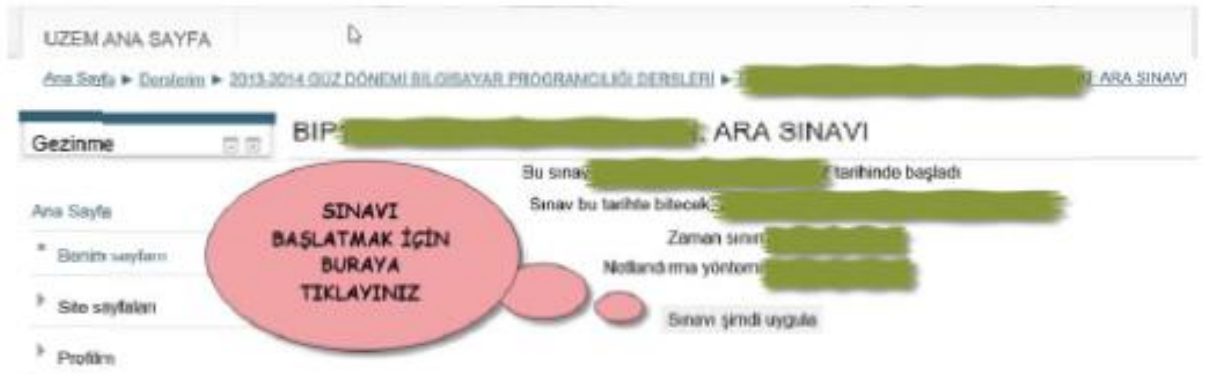 UZEM ANA SAYFA
Ana Sayfa ► Derslerim ► 2013-2014 GÜZ DÖNEMİ BİLGİSAYAR PROGRAMCILIĞI DERSLERİ ► ARA SINAVI
Gezinme
BIP ARA SINAVI
Bu sınav tarihinde başladı
Sınav bu tarihte bitecek
Zaman sınırı
Notlandırma yöntemi
Sınavı şimdi uygula
SINAVI
BAŞLATMAK İÇİN
BURAYA
TIKLAYINIZ
Ana Sayfa
Benim sayfam
Site sayfaları
Profilim